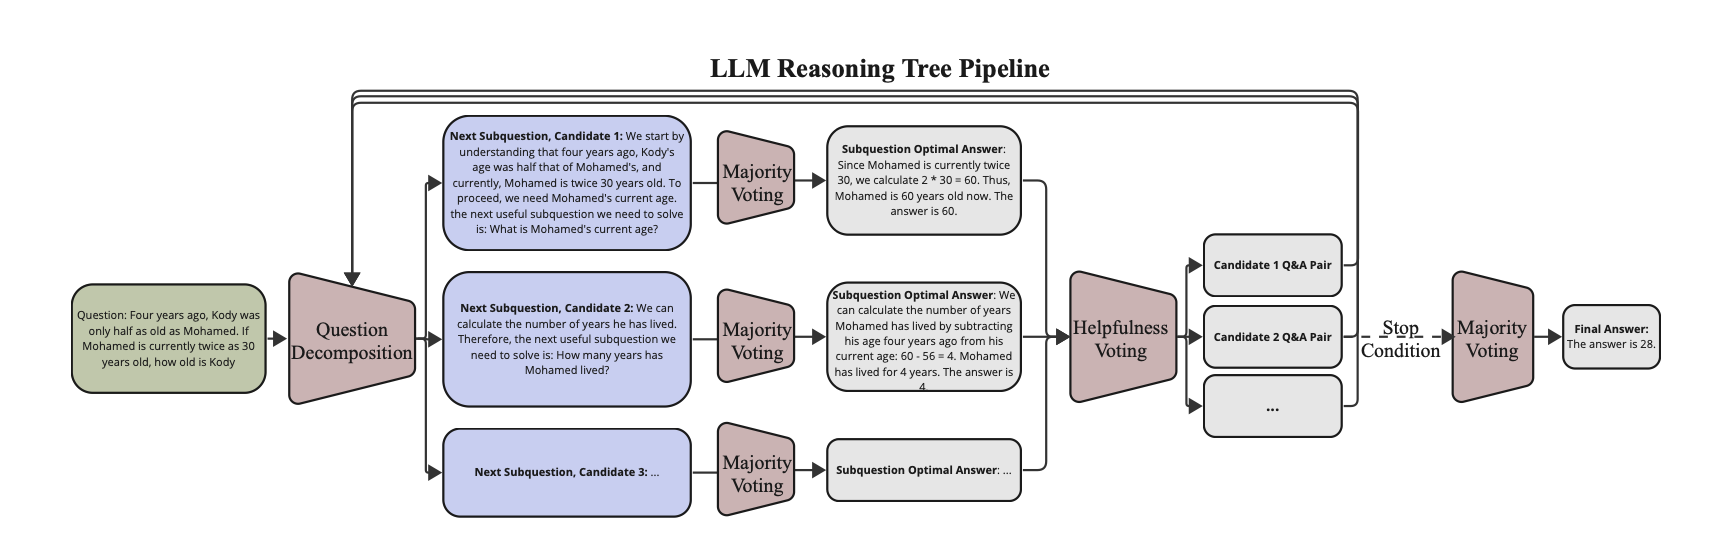 LLM Reasoning Tree Pipeline
Question: Four years ago, Kody was
only half as old as Mohamed. If
Mohamed is currently twice as 30
years old, how old is Kody
Question
Decomposition
Next Subquestion, Candidate 1: We start by
understanding that four years ago, Kody's
age was half that of Mohamed's, and
currently, Mohamed is twice 30 years old. To
proceed, we need Mohamed's current age.
the next useful subquestion we need to solve
is: What is Mohamed's current age?
Majority
Voting
Subquestion Optimal Answer:
Since Mohamed is currently twice
30, we calculate 2 * 30 = 60. Thus,
Mohamed is 60 years old now. The
answer is 60.
Next Subquestion, Candidate 2: We can
calculate the number of years he has lived.
Therefore, the next useful subquestion we
need to solve is: How many years has
Mohamed lived?
Majority
Voting
Subquestion Optimal Answer: We
can calculate the number of years
Mohamed has lived by subtracting
his age four years ago from his
current age: 60 - 56 = 4. Mohamed
has lived for 4 years. The answer is
4.
Next Subquestion, Candidate 3: ...
Majority
Voting
Subquestion Optimal Answer: ...
Helpfulness
Voting
Candidate 1 Q&A Pair
Candidate 2 Q&A Pair
...
Stop
Condition
Majority
Voting
Final Answer:
The answer is 28.